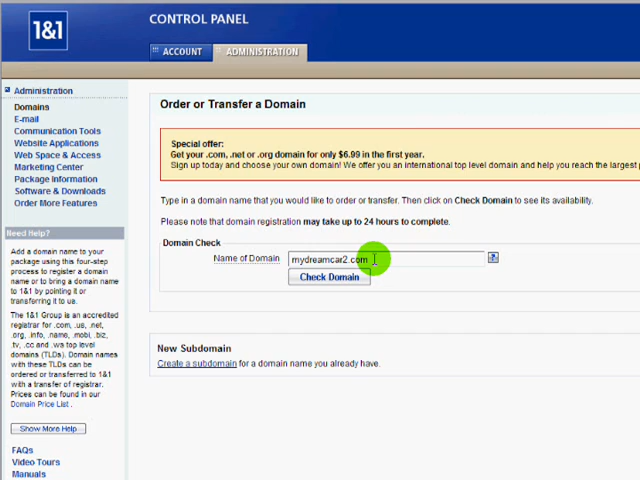 1&1
CONTROL PANEL
ACCOUNT
ADMINISTRATION
Administration
Domains
E-mail
Communication Tools
Website Applications
Web Space & Access
Marketing Center
Package Information
Software & Downloads
Order More Features
Need Help?
Add a domain name to your
package using this four-step
process to register a domain
name or to bring a domain
name to 1&1 by pointing it or
transferring it to us.
The 1&1 Group is an accredited
registrar for .com, .us, .net,
.org, .info, .name, .mobi, .biz,
.tv, .cc and .ws top level
domains (TLDs). Domain names
with these TLDs can be
ordered or transferred to 1&1
with a transfer of registrar.
Prices can be found in our
Domain Price List .
Show More Help
FAQs
Video Tours
Manuals
Order or Transfer a Domain
Special offer:
Get your .com, .net or .org domain for only $6.99 in the first year.
Sign up today and choose your own domain! We offer you an international top level domain and help you reach the largest
Type in a domain name that you would like to order or transfer. Then click on Check Domain to see its availability.
Please note that domain registration may take up to 24 hours to complete.
Domain Check
Name of Domain mydreamcar2.com ?
Check Domain
New Subdomain
Create a subdomain for a domain name you already have.